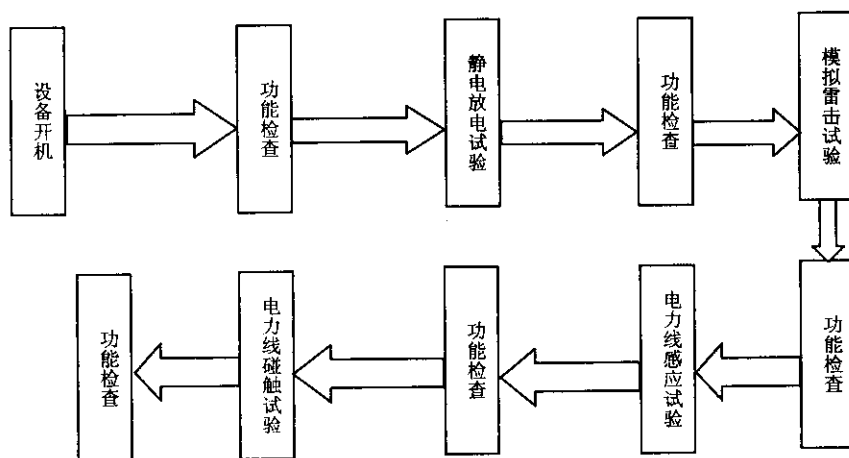 设备开机
功能检查
静电放电试验
功能检查
模拟雷击试验
功能检查
电力线感应试验
功能检查
电力线碰触试验
功能检查